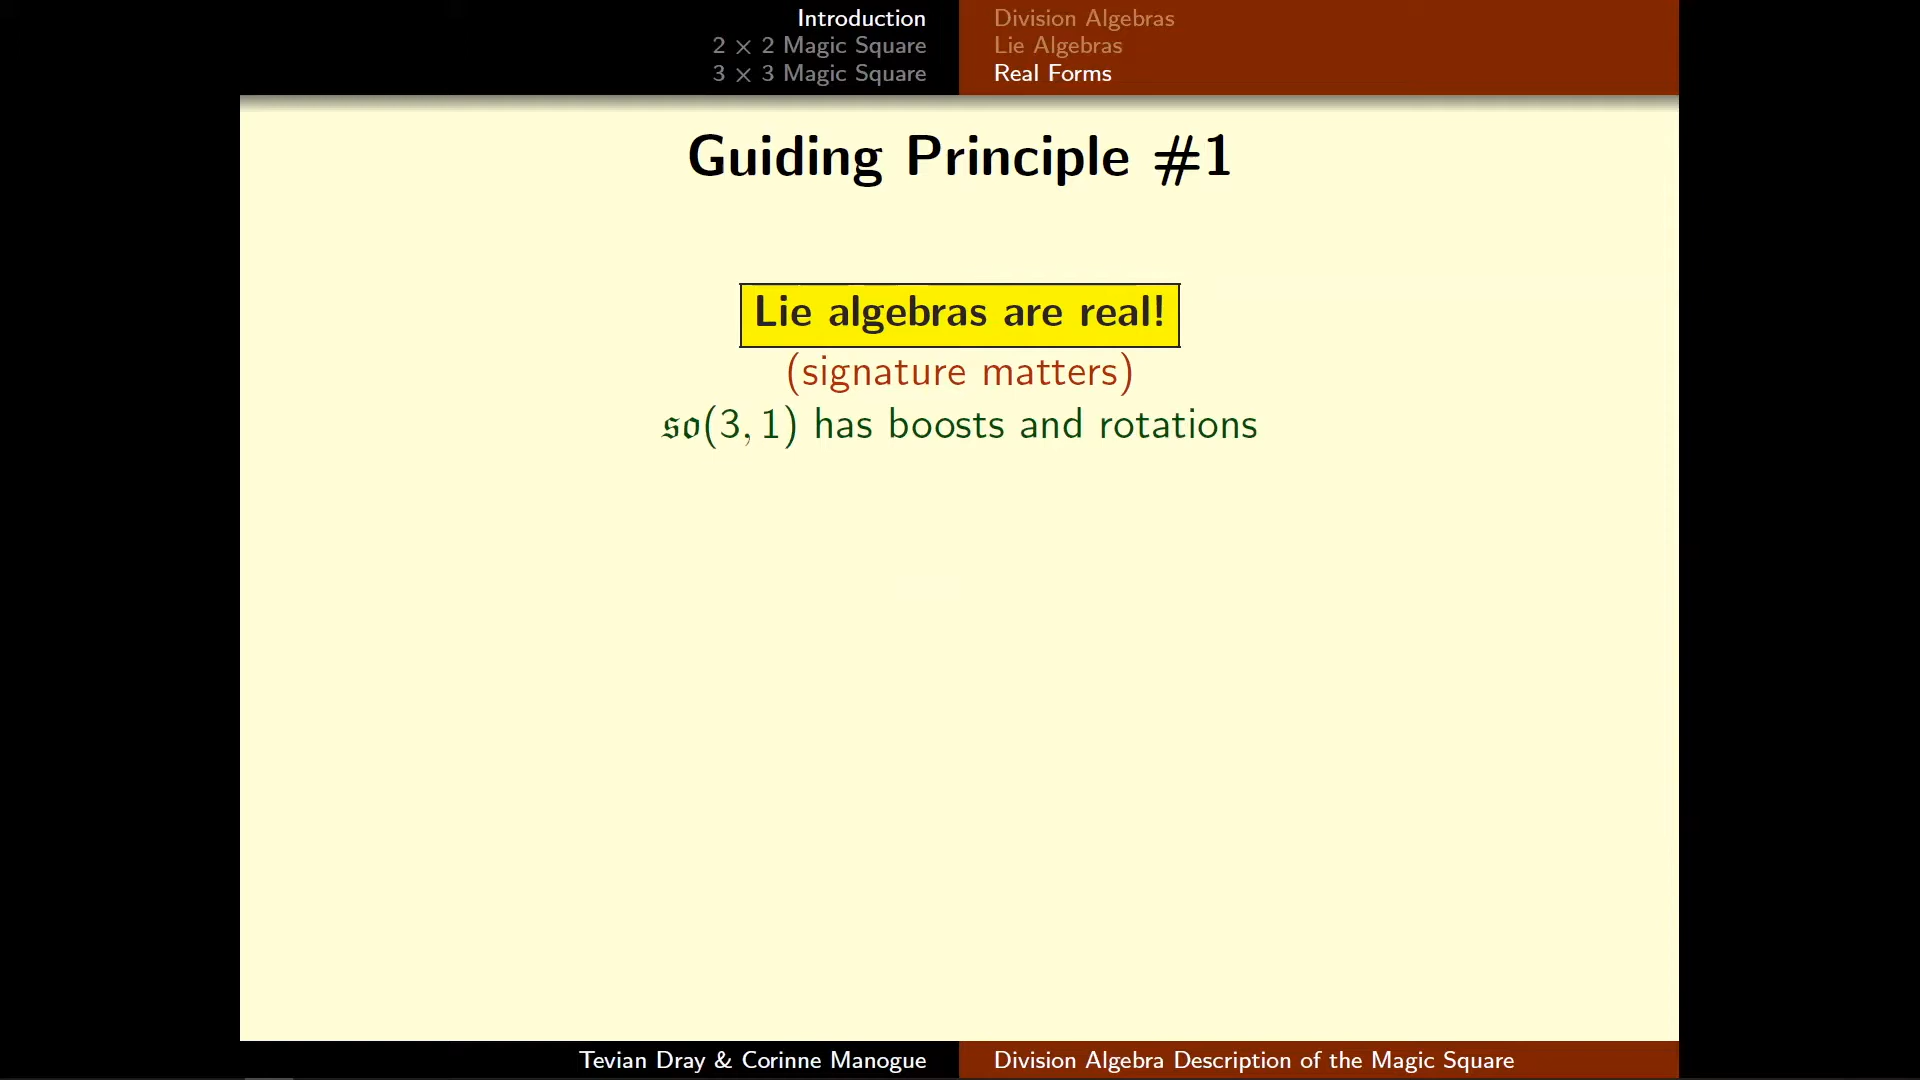 Introduction
2 × 2 Magic Square
3 × 3 Magic Square
Division Algebras
Lie Algebras
Real Forms
Guiding Principle #1
Lie algebras are real!
(signature matters)
𝔰𝔬(3, 1) has boosts and rotations
Tevian Dray & Corinne Manogue
Division Algebra Description of the Magic Square